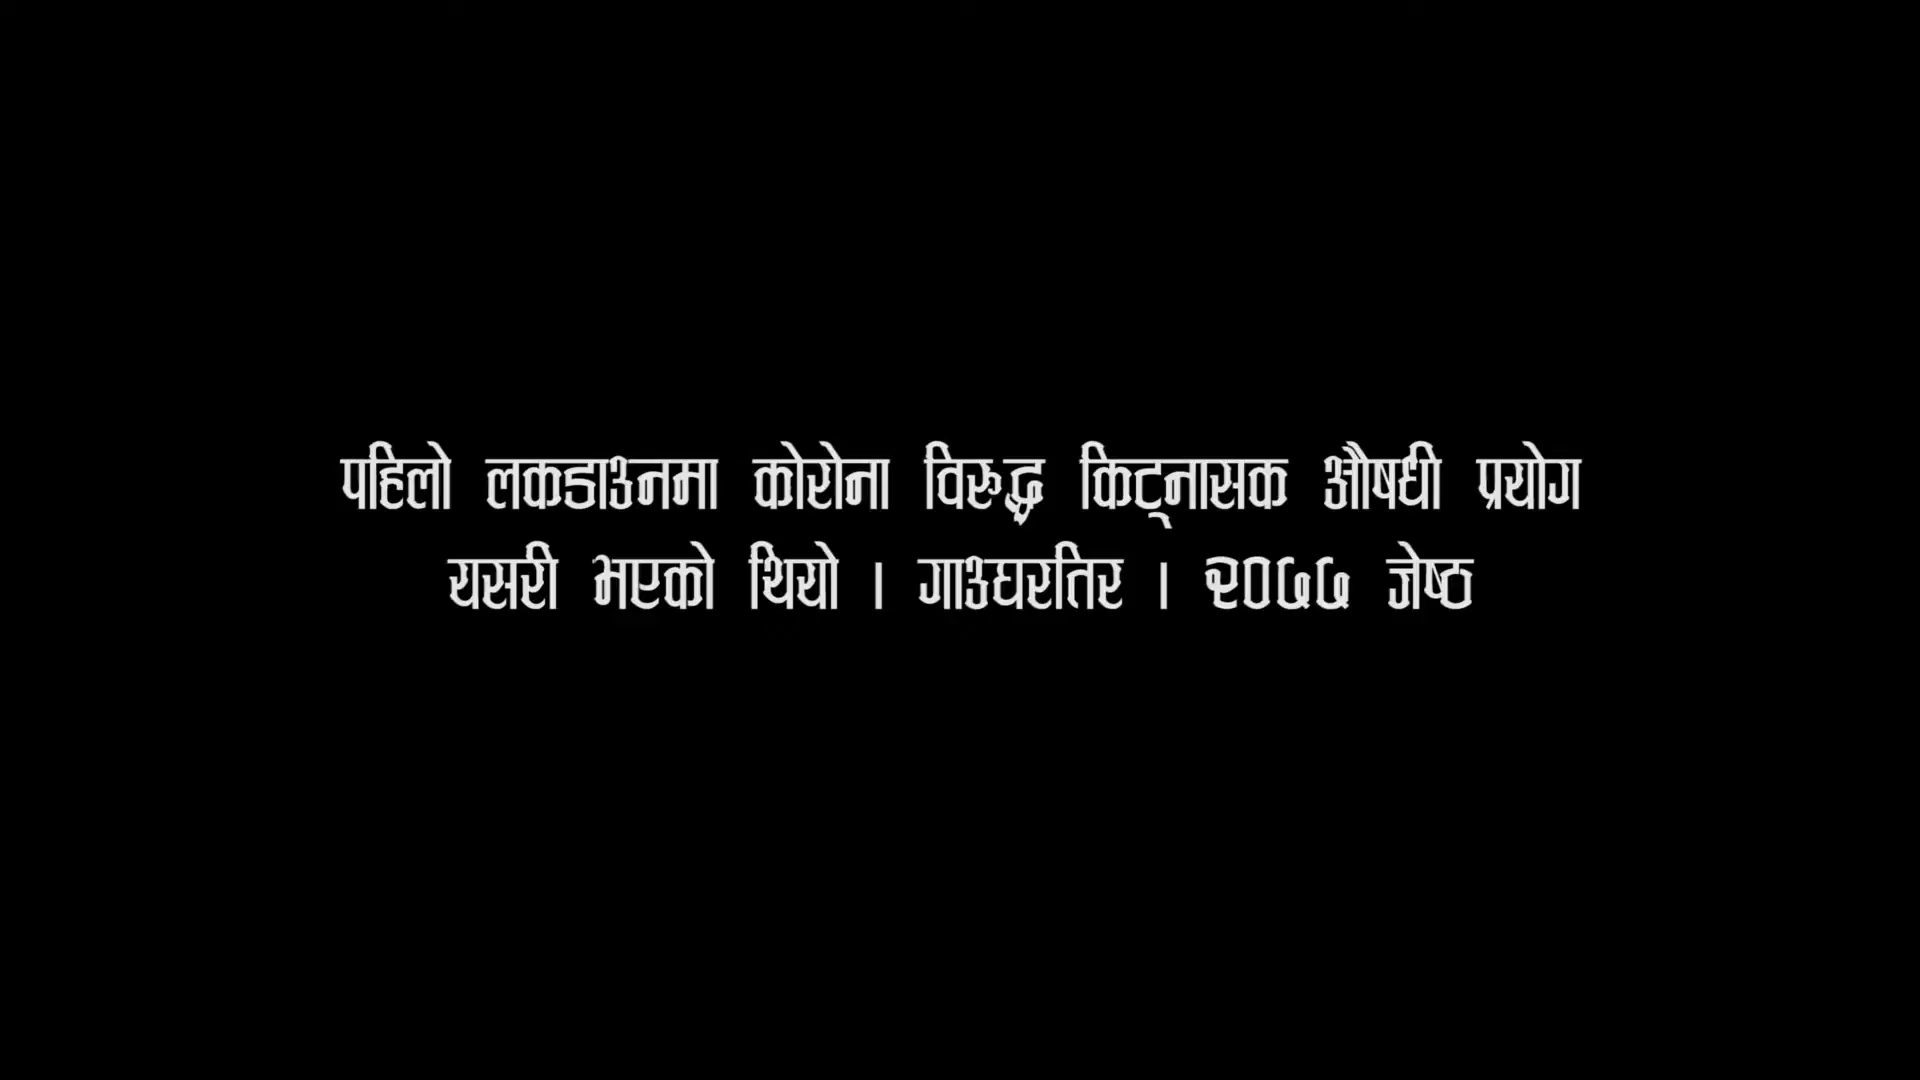 पहिलो लकडाउनमा कोरोना विरुद्ध किट्नासक औषधी प्रयोग
यसरी भएको थियो । गाउघरतिर । २०७७ जेष्ठ